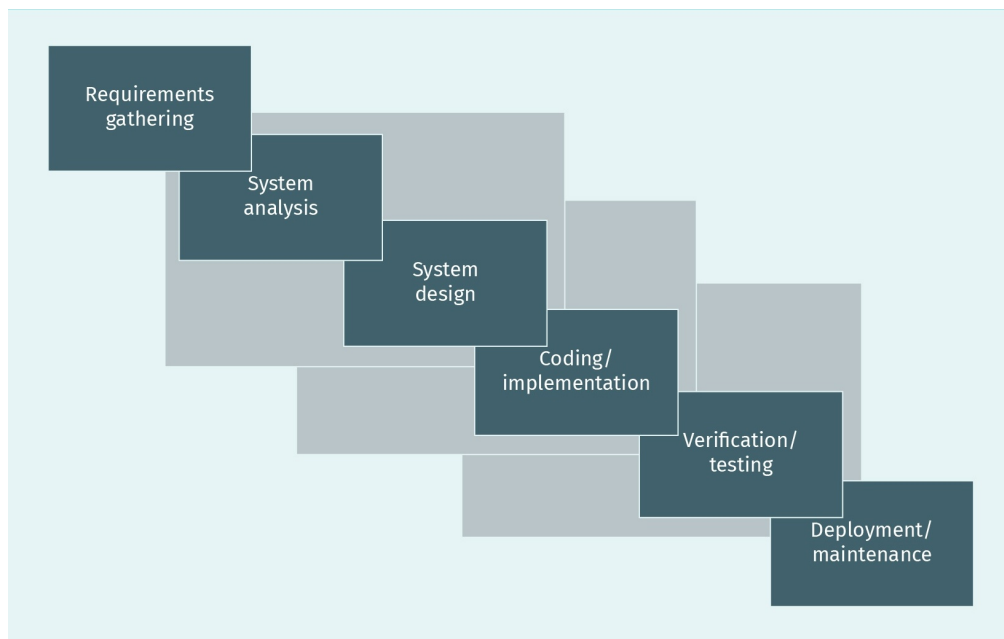 Requirements
gathering
System
analysis
System
design
Coding/
implementation
Verification/
testing
Deployment/
maintenance